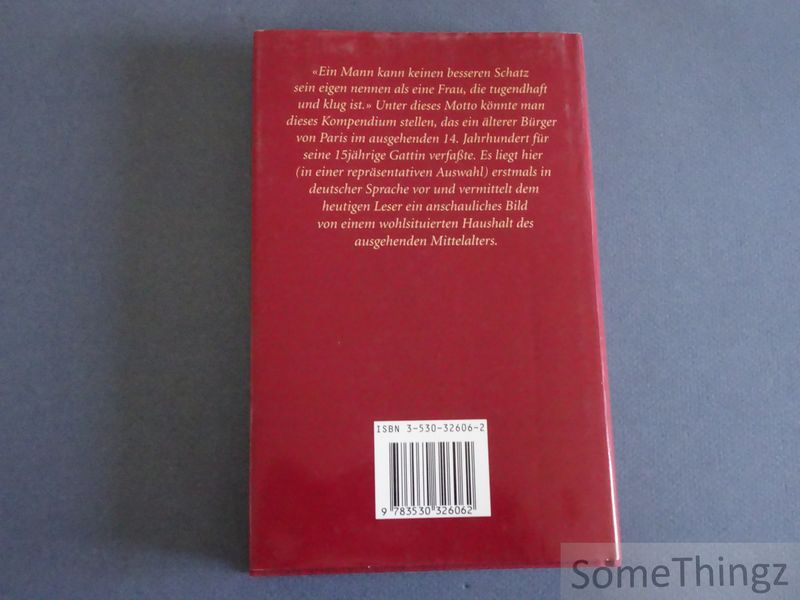 «Ein Mann kann keinen besseren Schatz
sein eigen nennen als eine Frau, die tugendhaft
und klug ist.» Unter dieses Motto könnte man
dieses Kompendium stellen, das ein älterer Bürger
von Paris im ausgehenden 14. Jahrhundert für
seine 15jährige Gattin verfaßte. Es liegt hier
(in einer repräsentativen Auswahl) erstmals in
deutscher Sprache vor und vermittelt dem
heutigen Leser ein anschauliches Bild
von einem wohlsituierten Haushalt des
ausgehenden Mittelalters.
ISBN 3-530-32606-2
9 783530 326062
SomeThingz